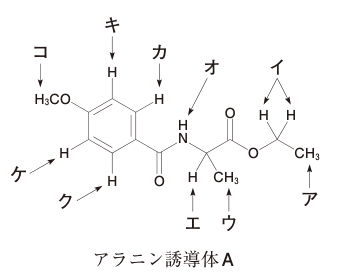 キ
コ カ
オ イ
H H
H₃CO H H O H H
N
H H O CH₃
ケ O H CH₃ ア
ク エ ウ
アラニン誘導体A